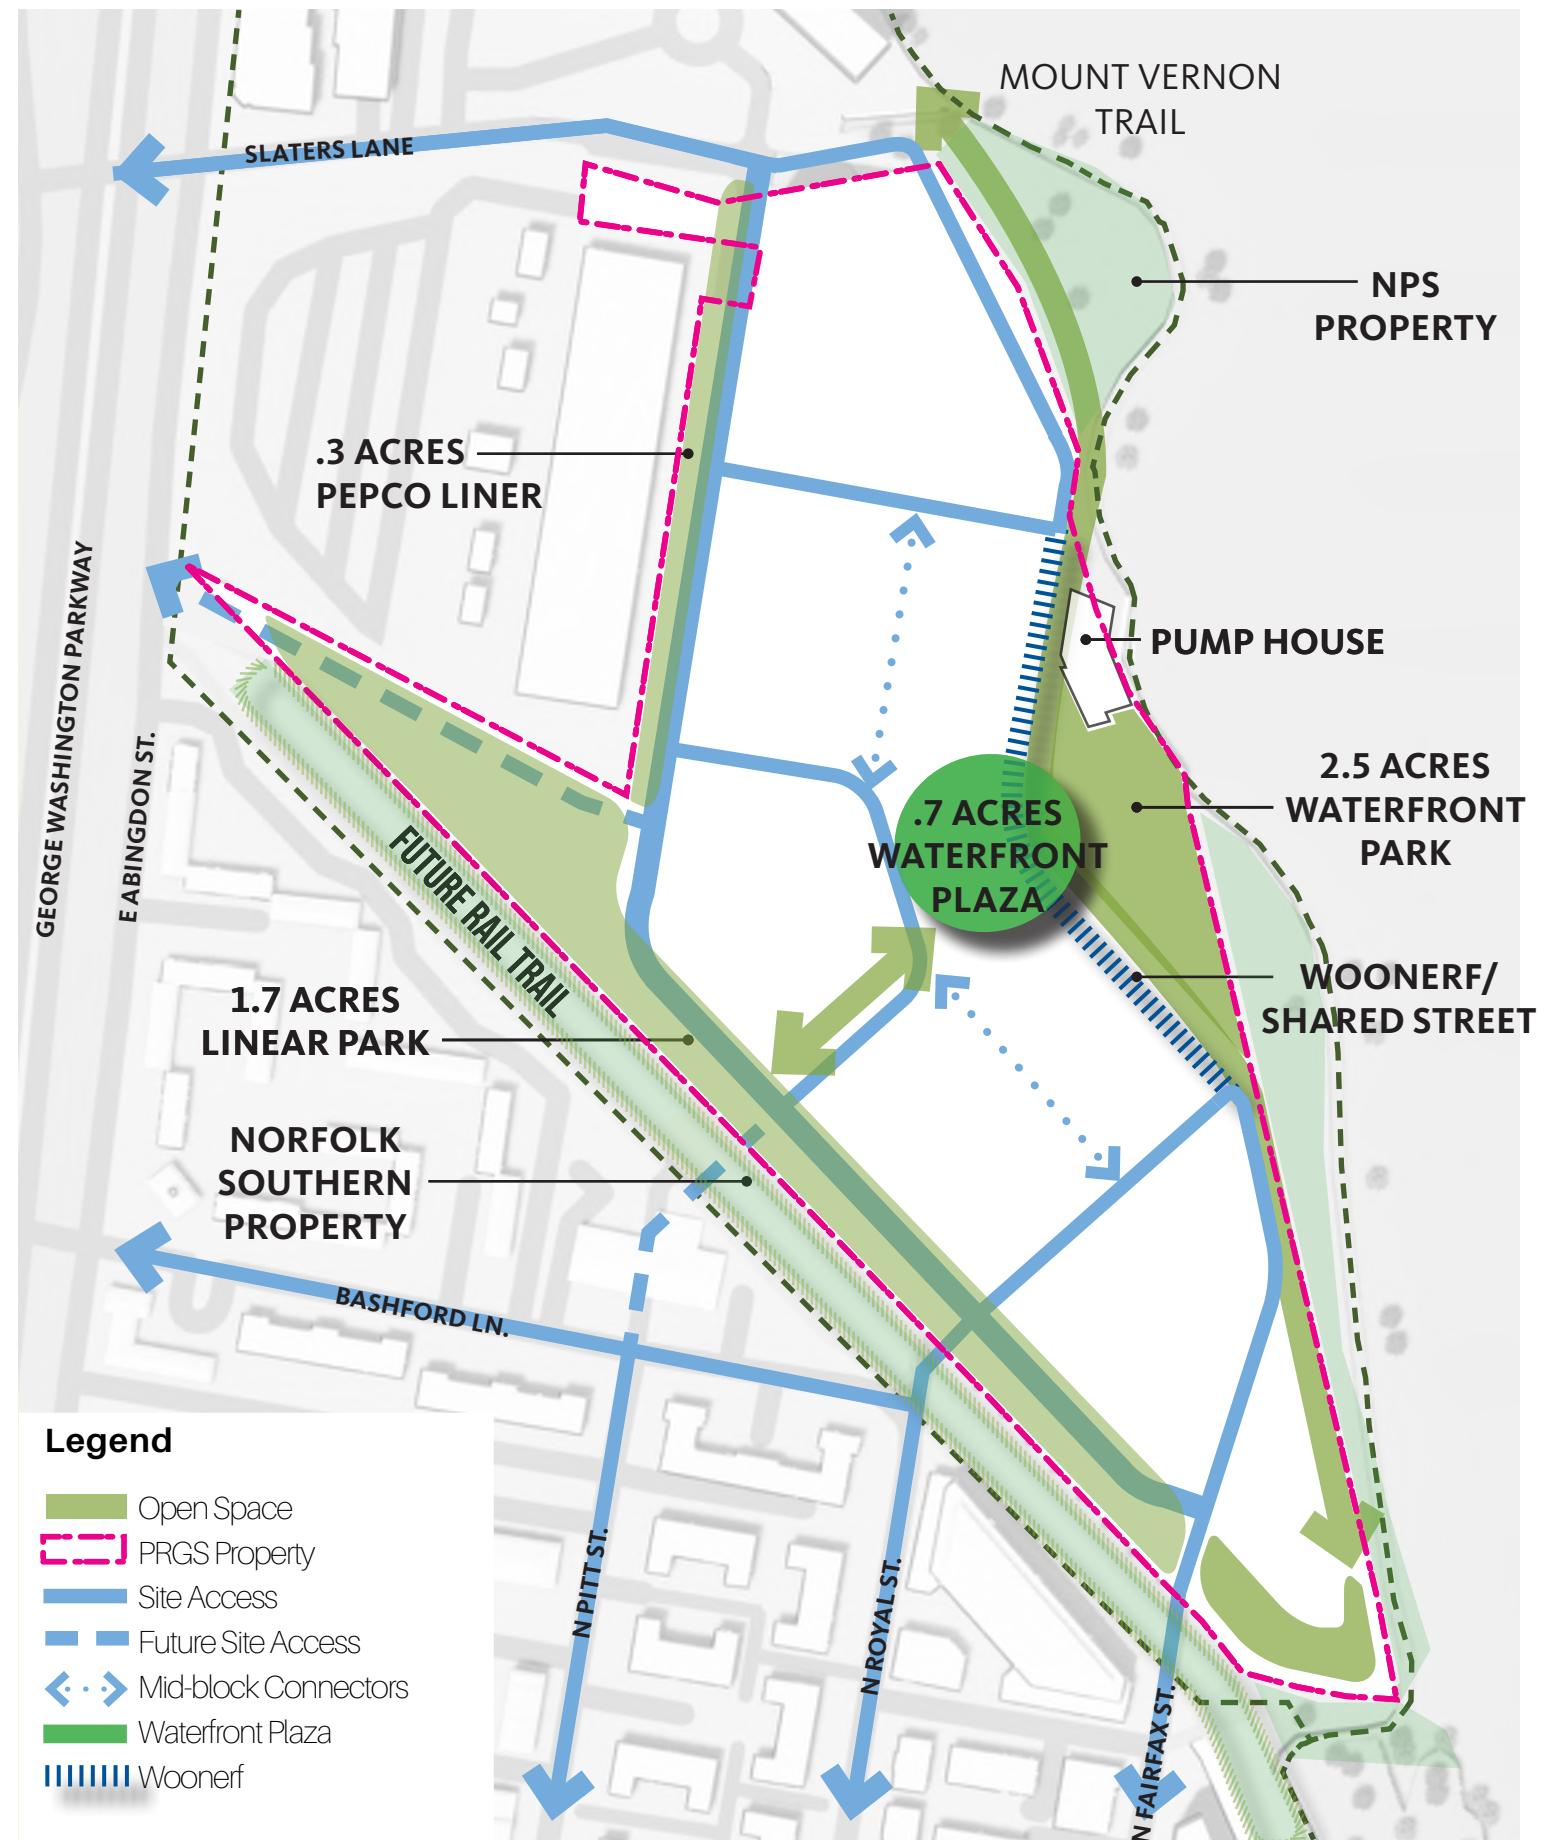 MOUNT VERNON
TRAIL
SLATERS LANE
NPS
PROPERTY
.3 ACRES
PEPCO LINER
PUMP HOUSE
GEORGE WASHINGTON PARKWAY
E ABINGDON ST.
2.5 ACRES
WATERFRONT
PARK
.7 ACRES
WATERFRONT
PLAZA
FUTURE RAIL TRAIL
WOONERF/
SHARED STREET
1.7 ACRES
LINEAR PARK
NORFOLK
SOUTHERN
PROPERTY
BASHFORD LN.
N PITT ST.
N ROYAL ST.
N FAIRFAX ST.
Legend
Open Space
PRGS Property
Site Access
Future Site Access
Mid-block Connectors
Waterfront Plaza
Woonerf